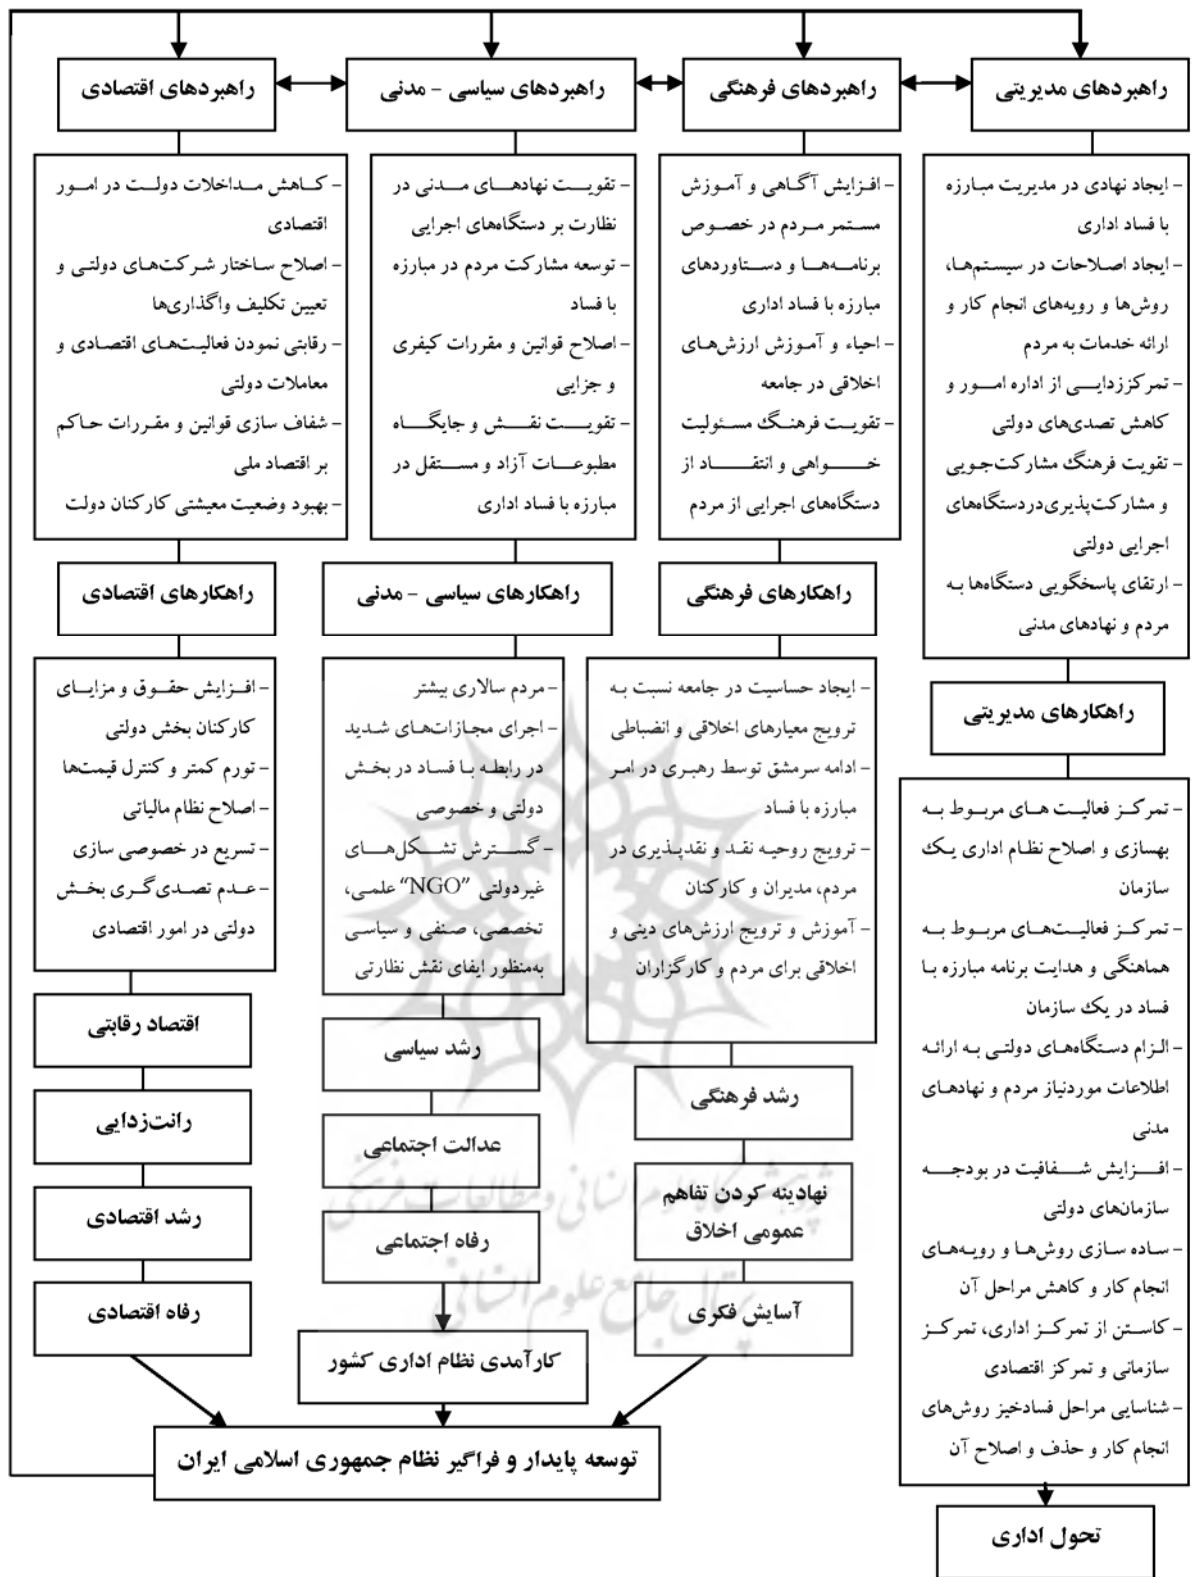 راهبردهای مدیریتی
راهبردهای فرهنگی
راهبردهای سیاسی - مدنی
راهبردهای اقتصادی
- ایجاد نهادی در مدیریت مبارزه
با فساد اداری
- ایجاد اصلاحات در سیستم‌ها،
روش‌ها و رویه‌های انجام کار و
ارائه خدمات به مردم
- تمرکززدایی از اداره امور و
کاهش تصدی‌های دولتی
- تقویت فرهنگ مشارکت‌جویی
و مشارکت‌پذیری در دستگاه‌های
اجرایی دولتی
- ارتقای پاسخگویی دستگاه‌ها به
مردم و نهادهای مدنی
- افزایش آگاهی و آموزش
مستمر مردم در خصوص
برنامه‌ها و دستاوردهای
مبارزه با فساد اداری
- احیاء و آموزش ارزش‌های
اخلاقی در جامعه
- تقویت فرهنگ مسئولیت
خواهی و انتقاد از
دستگاه‌های اجرایی از مردم
- تقویت نهادهای مدنی در
نظارت بر دستگاه‌های اجرایی
- توسعه مشارکت مردم در مبارزه
با فساد
- اصلاح قوانین و مقررات کیفری
و جزایی
- تقویت نقش و جایگاه
مطبوعات آزاد و مستقل در
مبارزه با فساد اداری
- کاهش مداخلات دولت در امور
اقتصادی
- اصلاح ساختار شرکت‌های دولتی و
تعیین تکلیف واگذاری‌ها
- رقابتی نمودن فعالیت‌های اقتصادی و
معاملات دولتی
- شفاف سازی قوانین و مقررات حاکم
بر اقتصاد ملی
- بهبود وضعیت معیشتی کارکنان دولت
راهکارهای مدیریتی
راهکارهای فرهنگی
راهکارهای سیاسی - مدنی
راهکارهای اقتصادی
- تمرکز فعالیت های مربوط به
بهسازی و اصلاح نظام اداری یک
سازمان
- تمرکز فعالیت‌های مربوط به
هماهنگی و هدایت برنامه مبارزه با
فساد در یک سازمان
- الزام دستگاه‌های دولتی به ارائه
اطلاعات موردنیاز مردم و نهادهای
مدنی
- افزایش شفافیت در بودجه
سازمان‌های دولتی
- ساده سازی روش‌ها و رویه‌های
انجام کار و کاهش مراحل آن
- کاستن از تمرکز اداری، تمرکز
سازمانی و تمرکز اقتصادی
- شناسایی مراحل فسادخیز روش‌های
انجام کار و حذف و اصلاح آن
تحول اداری
- ایجاد حساسیت در جامعه نسبت به
ترویج معیارهای اخلاقی و انضباطی
- ادامه سرمشق توسط رهبری در امر
مبارزه با فساد
- ترویج روحیه نقد و نقدپذیری در
مردم، مدیران و کارکنان
- آموزش و ترویج ارزش‌های دینی و
اخلاقی برای مردم و کارگزاران
رشد فرهنگی
نهادینه کردن تفاهم
عمومی اخلاق
آسایش فکری
- مردم سالاری بیشتر
- اجرای مجازات‌های شدید
در رابطه با فساد در بخش
دولتی و خصوصی
- گسترش تشکل‌های
غیردولتی "NGO" علمی،
تخصصی، صنفی و سیاسی
به‌منظور ایفای نقش نظارتی
رشد سیاسی
عدالت اجتماعی
رفاه اجتماعی
کارآمدی نظام اداری کشور
- افزایش حقوق و مزایای
کارکنان بخش دولتی
- تورم کمتر و کنترل قیمت‌ها
- اصلاح نظام مالیاتی
- تسریع در خصوصی سازی
- عدم تصدی‌گری بخش
دولتی در امور اقتصادی
اقتصاد رقابتی
رانت‌زدایی
رشد اقتصادی
رفاه اقتصادی
توسعه پایدار و فراگیر نظام جمهوری اسلامی ایران
پژوهشگاه علوم انسانی و مطالعات فرهنگی
پرتال جامع علوم انسانی